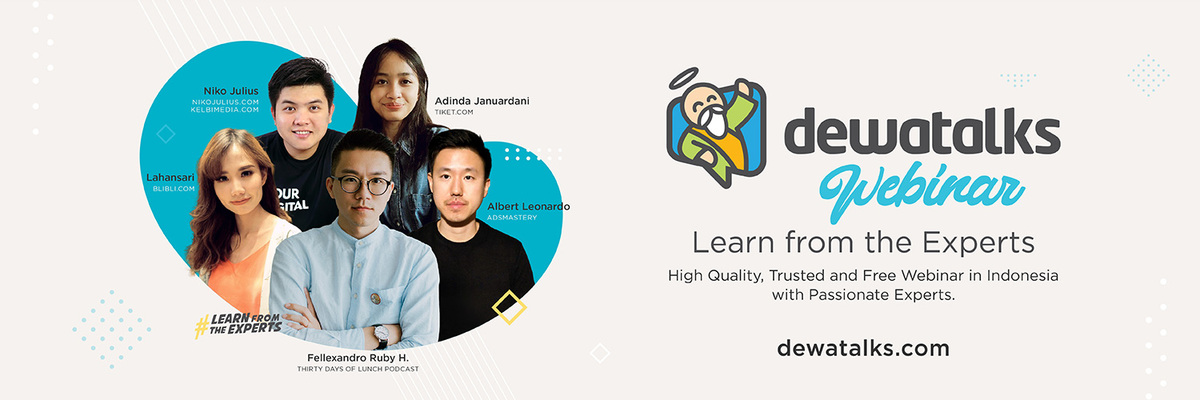 Niko Julius
NIKOJULIUS.COM
KELBIMEDIA.COM
Adinda Januardani
TIKET.COM
Lahansari
BLIBLI.COM
OUR
GITAL
Albert Leonardo
ADSMASTERY
#LEARN FROM
THE EXPERTS
Fellexandro Ruby H.
THIRTY DAYS OF LUNCH PODCAST
dewatalks
Webinar
Learn from the Experts
High Quality, Trusted and Free Webinar in Indonesia
with Passionate Experts.
dewatalks.com